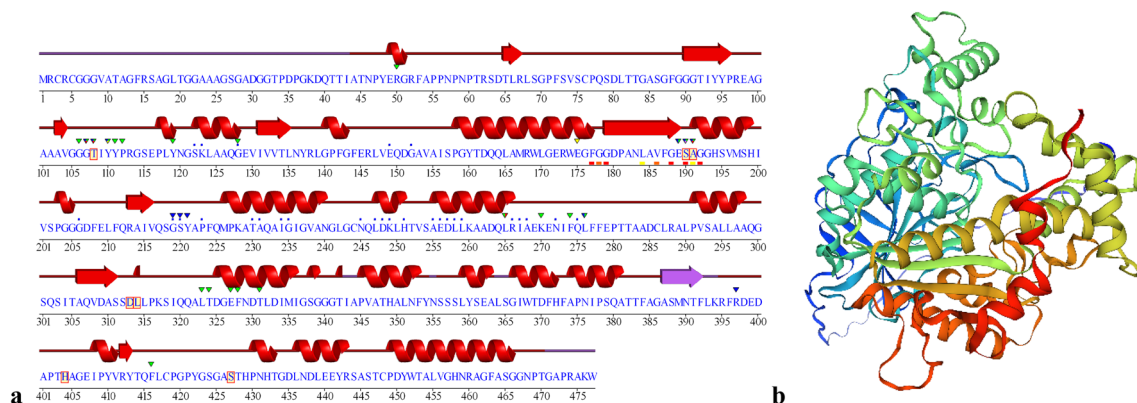 MRCRCGGGVATAGFRSAGLTGGAAAGSGADGGTTPDPGKDQTTIATNPYERGRFAPPNPNPTRSDTLRLSGPFSVSCPQSDLTTGASGFGGGTIYYPREAG
1 5 10 15 20 25 30 35 40 45 50 55 60 65 70 75 80 85 90 95 100
AAAVGGGTIYYPRGSEPLYNGSKLAAQGEVIVVTLNYRLGPFGFERLVEQDGAVAISPGYTDQQLAMRWLGERWEGFGGDPANLAVFGESAGGHSVMSHI
101 105 110 115 120 125 130 135 140 145 150 155 160 165 170 175 180 185 190 195 200
VSPGGGDFELFQRAIVQSGSYAPFQMPKATAQAIGIGVANGLGCNQLDKLHTVSAEDLLKAADQLRIAEKENIFQLFFEPTTAADCLRALPVSALLAAQG
201 205 210 215 220 225 230 235 240 245 250 255 260 265 270 275 280 285 290 295 300
SQSITAQVDASSDLLPKSIQQALTDGEFNDTLDIMIGSGGGTIAPVATHALNFYNSSSLYSEALSGIWTDFHFAPNIPSQATTFAGASMNTFLKRFRDED
301 305 310 315 320 325 330 335 340 345 350 355 360 365 370 375 380 385 390 395 400
APTHAGEIPYVRYTQFLCPGPYGSGASTHPNHTGDLNDLEEYRSASTCPDYWTALVGHNRAGFASGGNPTGAPRAKW
401 405 410 415 420 425 430 435 440 445 450 455 460 465 470 475
a b